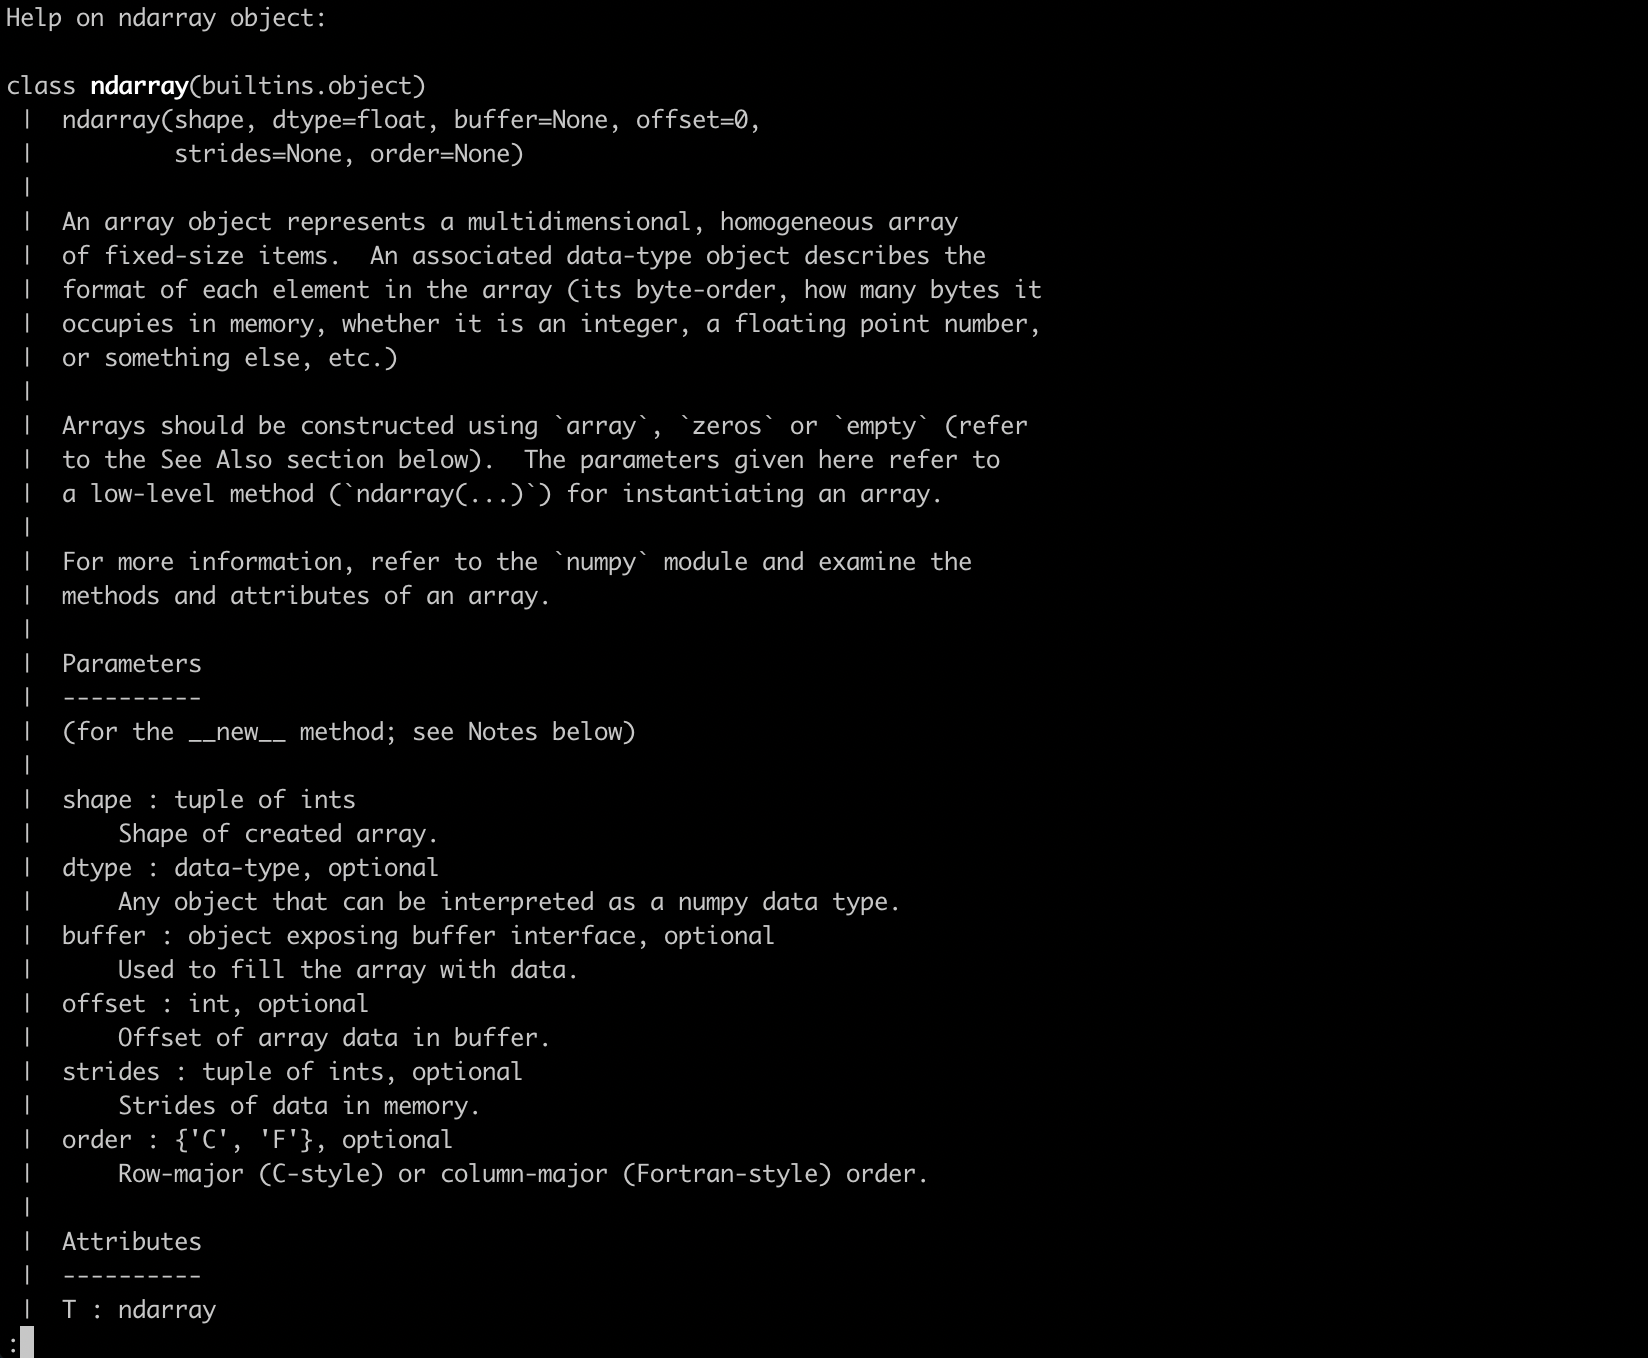 Help on ndarray object:

class ndarray(builtins.object)
 |  ndarray(shape, dtype=float, buffer=None, offset=0,
 |          strides=None, order=None)
 |
 |  An array object represents a multidimensional, homogeneous array
 |  of fixed-size items.  An associated data-type object describes the
 |  format of each element in the array (its byte-order, how many bytes it
 |  occupies in memory, whether it is an integer, a floating point number,
 |  or something else, etc.)
 |
 |  Arrays should be constructed using `array`, `zeros` or `empty` (refer
 |  to the See Also section below).  The parameters given here refer to
 |  a low-level method (`ndarray(...)`) for instantiating an array.
 |
 |  For more information, refer to the `numpy` module and examine the
 |  methods and attributes of an array.
 |
 |  Parameters
 |  ----------
 |  (for the __new__ method; see Notes below)
 |
 |  shape : tuple of ints
 |      Shape of created array.
 |  dtype : data-type, optional
 |      Any object that can be interpreted as a numpy data type.
 |  buffer : object exposing buffer interface, optional
 |      Used to fill the array with data.
 |  offset : int, optional
 |      Offset of array data in buffer.
 |  strides : tuple of ints, optional
 |      Strides of data in memory.
 |  order : {'C', 'F'}, optional
 |      Row-major (C-style) or column-major (Fortran-style) order.
 |
 |  Attributes
 |  ----------
 |  T : ndarray
: